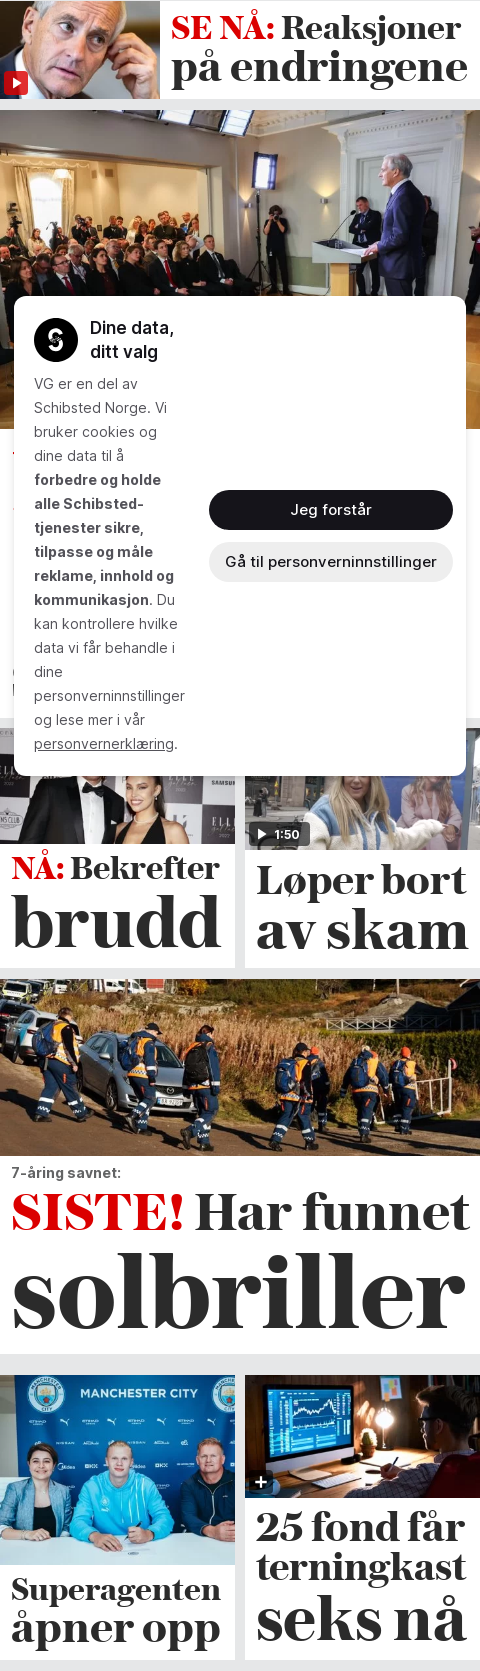 SE NÅ: Reaksjoner
på endringene
Dine data,
ditt valg
VG er en del av
Schibsted Norge. Vi
bruker cookies og
dine data til å
forbedre og holde
alle Schibsted-
tjenester sikre,
tilpasse og måle
reklame, innhold og
kommunikasjon. Du
kan kontrollere hvilke
data vi får behandle i
dine
personverninnstillinger
og lese mer i vår
personvernerklæring.
Jeg forstår
Gå til personverninnstillinger
ELLE
SAMSUNG
ELLE
1:50
NÅ: Bekrefter
brudd
Løper bort
av skam
7-åring savnet:
SISTE! Har funnet
solbriller
MANCHESTER CITY
Superagenten
åpner opp
25 fond får
terningkast
seks nå